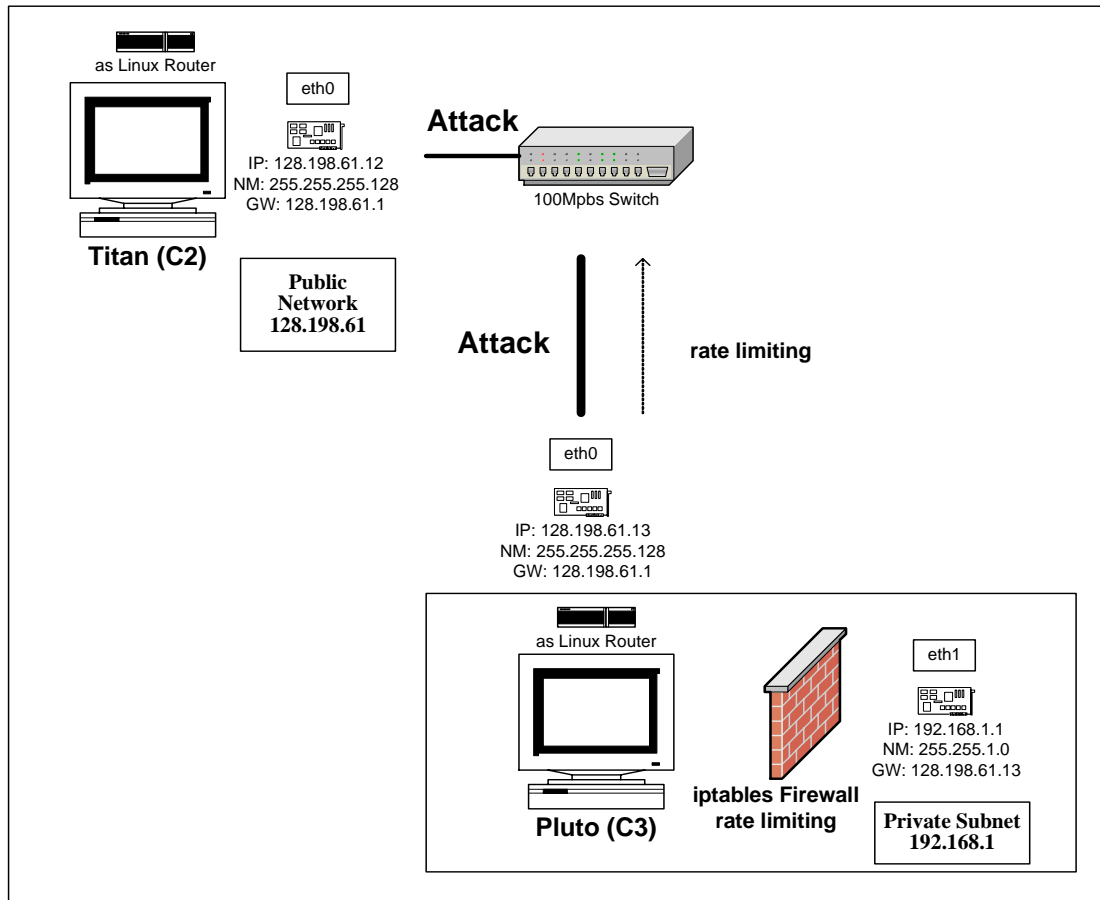 as Linux Router
eth0
IP: 128.198.61.12
NM: 255.255.255.128
GW: 128.198.61.1
Titan (C2)
Attack
100Mpbs Switch
Public
Network
128.198.61
Attack
rate limiting
eth0
IP: 128.198.61.13
NM: 255.255.255.128
GW: 128.198.61.1
as Linux Router
Pluto (C3)
iptables Firewall
rate limiting
eth1
IP: 192.168.1.1
NM: 255.255.1.0
GW: 128.198.61.13
Private Subnet
192.168.1